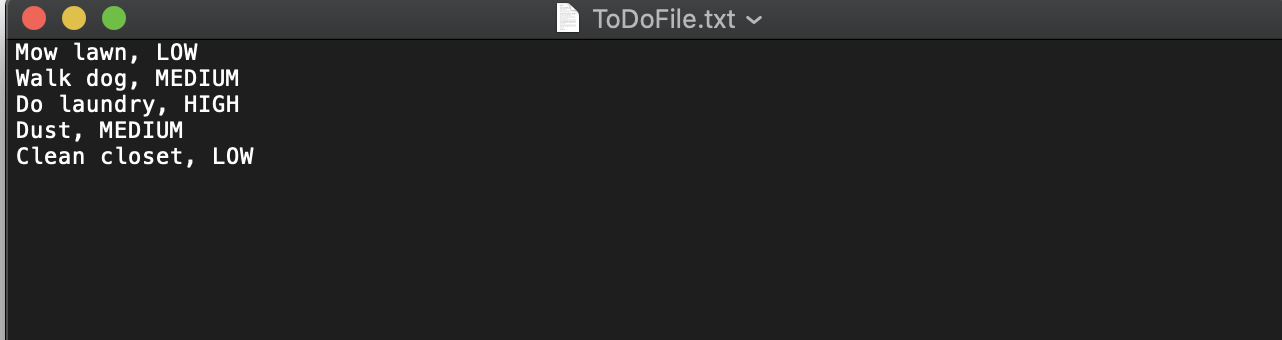 ToDoFile.txt
Mow lawn, LOW
Walk dog, MEDIUM
Do laundry, HIGH
Dust, MEDIUM
Clean closet, LOW